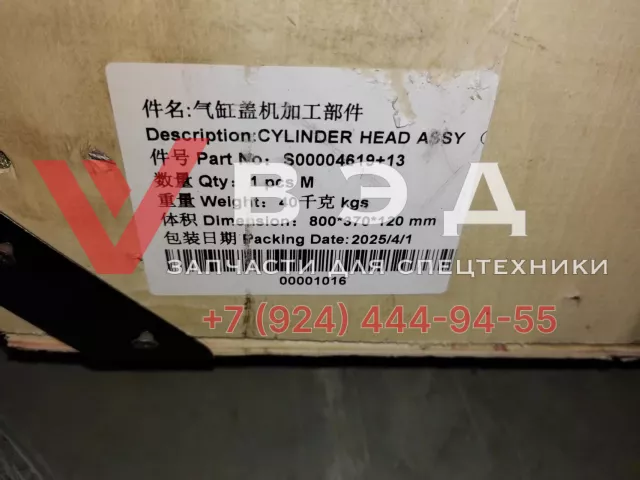 件名:气缸盖机加工部件
Description:CYLINDER HEAD ASSY
件号 Part No: S00004619+13
数量 Qty: 1 pcs M
重量 Weight: 40千克 kgs
体积 Dimension: 800*370*120 mm
包装日期 Packing Date:2025/4/1
00001016
ВЭД
ЗАПЧАСТИ ДЛЯ СПЕЦТЕХНИКИ
+7 (924) 444-94-55